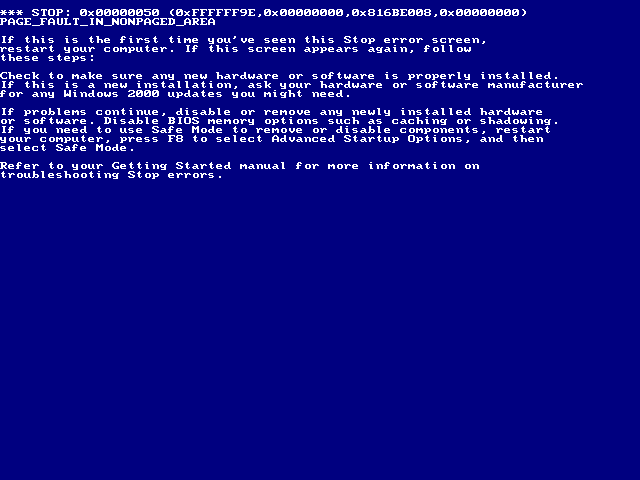 *** STOP: 0x00000050 (0xFFFFFF9E,0x00000000,0x816BE008,0x00000000)
PAGE_FAULT_IN_NONPAGED_AREA
If this is the first time you've seen this Stop error screen,
restart your computer. If this screen appears again, follow
these steps:
Check to make sure any new hardware or software is properly installed.
If this is a new installation, ask your hardware or software manufacturer
for any Windows 2000 updates you might need.
If problems continue, disable or remove any newly installed hardware
or software. Disable BIOS memory options such as caching or shadowing.
If you need to use Safe Mode to remove or disable components, restart
your computer, press F8 to select Advanced Startup Options, and then
select Safe Mode.
Refer to your Getting Started manual for more information on
troubleshooting Stop errors.